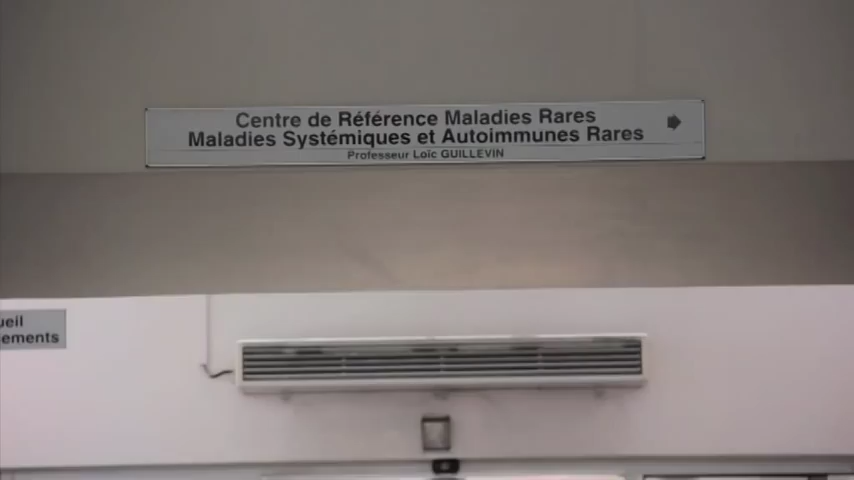 Centre de Référence Maladies Rares
Maladies Systémiques et Autoimmunes Rares
Professeur Loïc GUILLEVIN
ueil
ements